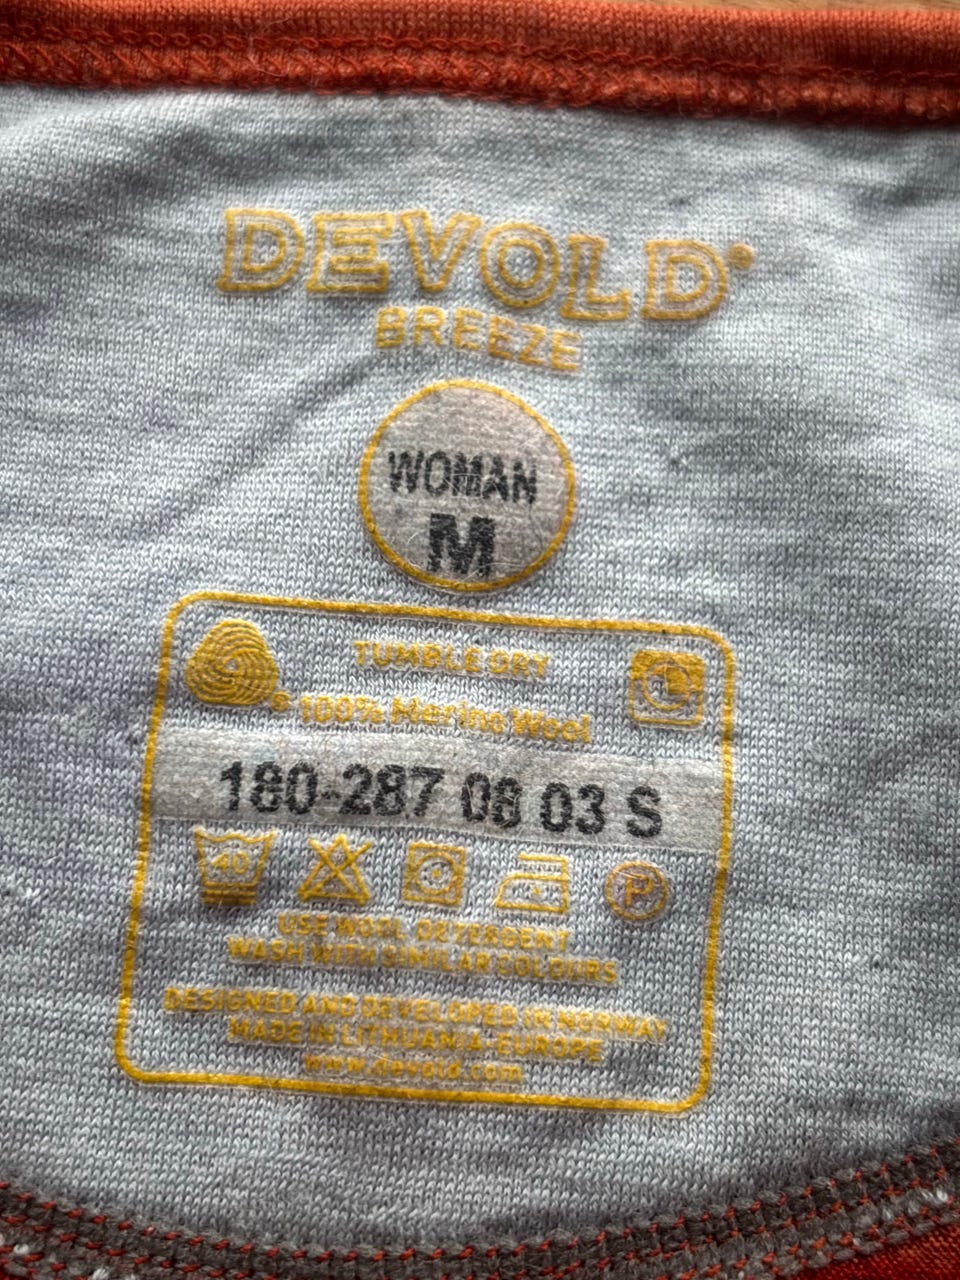 DEVOLD®
BREEZE
WOMAN
M
TUMBLE DRY
100% Merino Wool
180-287 08 03 S
40
P
USE WOOL DETERGENT
WASH WITH SIMILAR COLOURS
DESIGNED AND DEVELOPED IN NORWAY
MADE IN LITHUANIA-EUROPE
www.devold.com